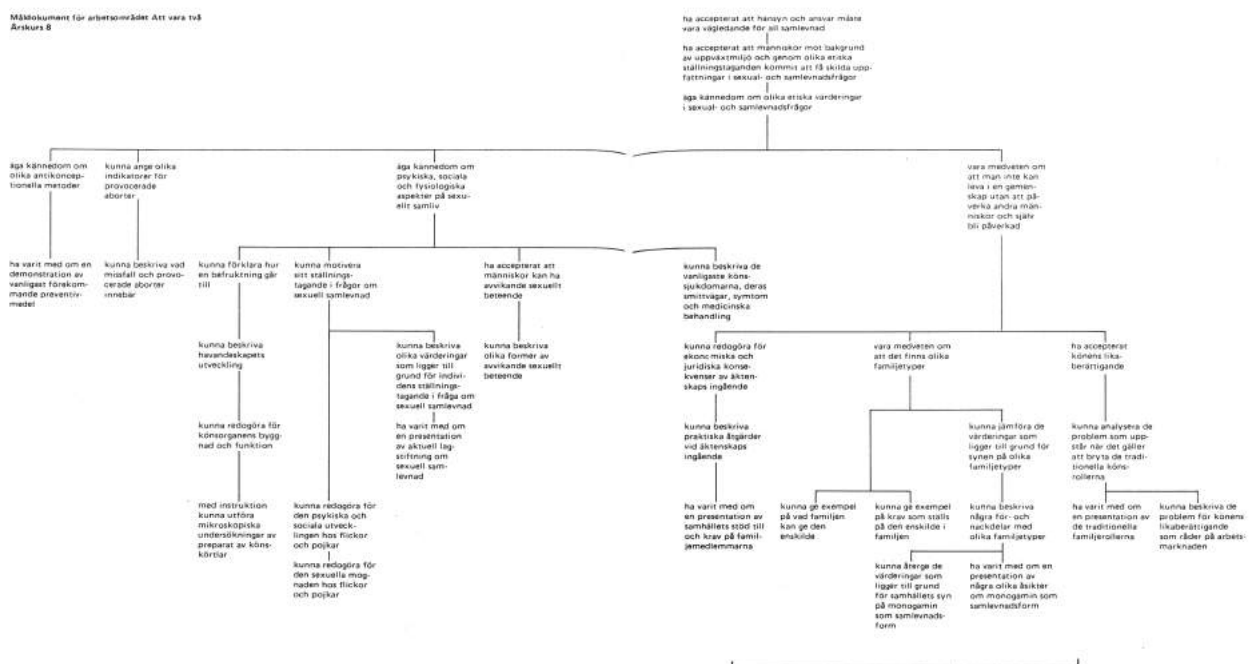 Måldokument för arbetsområdet Att vara två
Årskurs 8
ha accepterat att hänsyn och ansvar måste
vara vägledande för all samlevnad
ha accepterat att människor mot bakgrund
av uppväxtmiljö och genom olika etiska
ställningstaganden kommit att få skilda upp-
fattningar i sexual- och samlevnadsfrågor
äga kännedom om olika etiska värderingar
i sexual- och samlevnadsfrågor
äga kännedom om
olika antikoncep-
tionella metoder
kunna ange olika
indikatorer för
provocerade
aborter
äga kännedom om
psykiska, sociala
och fysiologiska
aspekter på sexu-
ellt samliv
vara medveten om
att man inte kan
leva i en gemen-
skap utan att på-
verka andra män-
niskor och själv
bli påverkad
ha varit med om en
demonstration av
vanligast förekom-
mande preventiv-
medel
kunna beskriva vad
missfall och provo-
cerade aborter
innebär
kunna förklara hur
en befruktning går
till
kunna motivera
sitt ställnings-
tagande i frågor om
sexuell samlevnad
ha accepterat att
människor kan ha
avvikande sexuellt
beteende
kunna beskriva de
vanligaste köns-
sjukdomarna, deras
smittvägar, symtom
och medicinska
behandling
kunna beskriva
havandeskapets
utveckling
kunna beskriva
olika värderingar
som ligger till
grund för indivi-
dens ställnings-
tagande i fråga om
sexuell samlevnad
kunna beskriva
olika former av
avvikande sexuellt
beteende
kunna redogöra för
ekonomiska och
juridiska konse-
kvenser av äkten-
skaps ingående
vara medveten om
att det finns olika
familjetyper
ha accepterat
könens lika-
berättigande
kunna redogöra för
könsorganens bygg-
nad och funktion
ha varit med om
en presentation
av aktuell lag-
stiftning om
sexuell sam-
levnad
kunna beskriva
praktiska åtgärder
vid äktenskaps
ingående
kunna jämföra de
värderingar som
ligger till grund för
synen på olika
familjetyper
kunna analysera de
problem som upp-
står när det gäller
att bryta de tradi-
tionella köns-
rollerna
med instruktion
kunna utföra
mikroskopiska
undersökningar av
preparat av köns-
körtlar
kunna redogöra för
den psykiska och
sociala utveck-
lingen hos flickor
och pojkar
ha varit med om
en presentation av
samhällets stöd till
och krav på famil-
jemedlemmarna
kunna ge exempel
på vad familjen
kan ge den
enskilde
kunna ge exempel
på krav som ställs
på den enskilde i
familjen
kunna beskriva
några för- och
nackdelar med
olika familjetyper
ha varit med om
en presentation av
de traditionella
familjerollerna
kunna beskriva de
problem för könens
likaberättigande
som råder på arbets-
marknaden
kunna redogöra för
den sexuella mog-
naden hos flickor
och pojkar
kunna återge de
värderingar som
ligger till grund
för samhällets syn
på monogamin
som samlevnads-
form
ha varit med om en
presentation av
några olika åsikter
om monogamin som
samlevnadsform